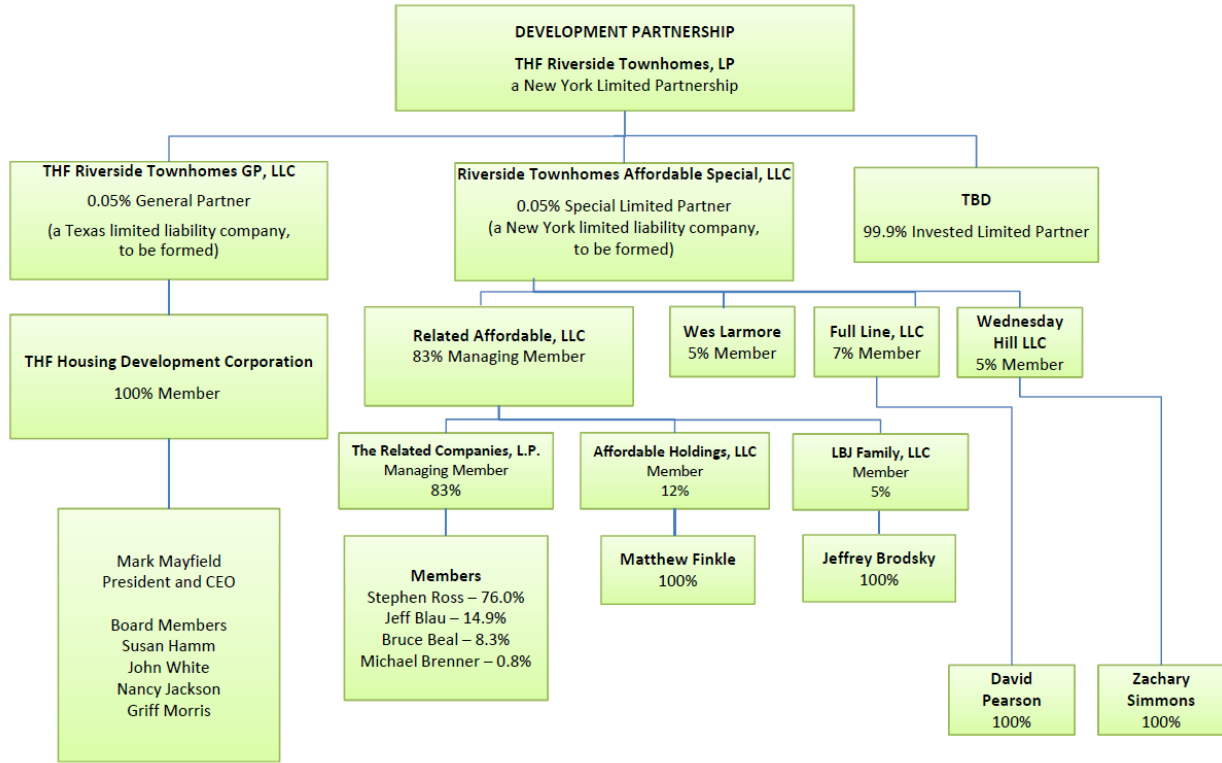 DEVELOPMENT PARTNERSHIP
THF Riverside Townhomes, LP
a New York Limited Partnership
THF Riverside Townhomes GP, LLC
0.05% General Partner
(a Texas limited liability company,
to be formed)
Riverside Townhomes Affordable Special, LLC
0.05% Special Limited Partner
(a New York limited liability company,
to be formed)
TBD
99.9% Invested Limited Partner
THF Housing Development Corporation
100% Member
Related Affordable, LLC
83% Managing Member
Wes Larmore
5% Member
Full Line, LLC
7% Member
Wednesday
Hill LLC
5% Member
The Related Companies, L.P.
Managing Member
83%
Affordable Holdings, LLC
Member
12%
LBJ Family, LLC
Member
5%
Mark Mayfield
President and CEO
Board Members
Susan Hamm
John White
Nancy Jackson
Griff Morris
Members
Stephen Ross – 76.0%
Jeff Blau – 14.9%
Bruce Beal – 8.3%
Michael Brenner – 0.8%
Matthew Finkle
100%
Jeffrey Brodsky
100%
David
Pearson
100%
Zachary
Simmons
100%